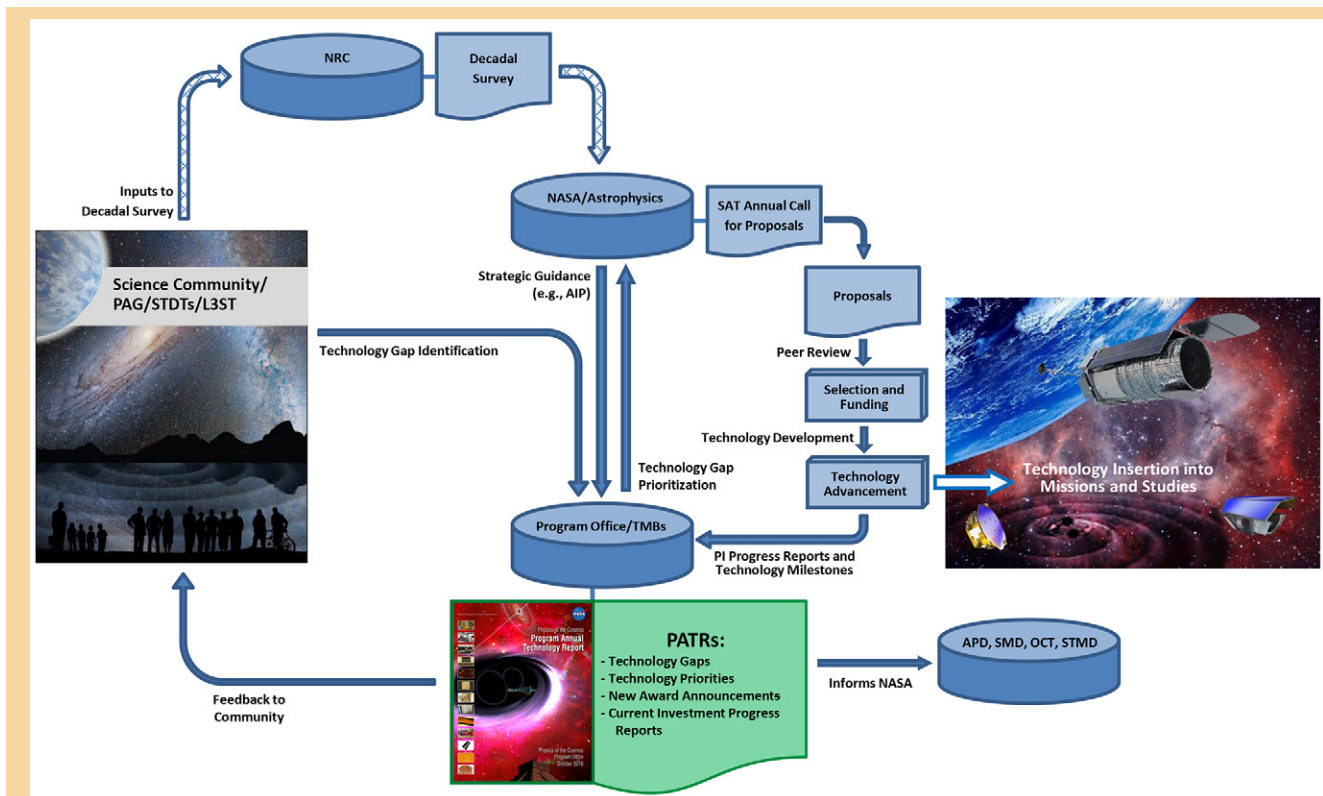 NRC
Decadal
Survey
Inputs to
Decadal Survey
NASA/Astrophysics
SAT Annual Call
for Proposals
Science Community/
PAG/STDTs/L3ST
Strategic Guidance
(e.g., AIP)
Proposals
Technology Gap Identification
Peer Review
Selection and
Funding
Technology Development
Technology Gap
Prioritization
Technology
Advancement
Technology Insertion into
Missions and Studies
Program Office/TMBs
PI Progress Reports and
Technology Milestones
NASA
Physics of the Cosmos
Program Annual
Technology Report
Physics of the Cosmos
Program Office
October 2016
PATRs:
- Technology Gaps
- Technology Priorities
- New Award Announcements
- Current Investment Progress
Reports
APD, SMD, OCT, STMD
Informs NASA
Feedback to
Community